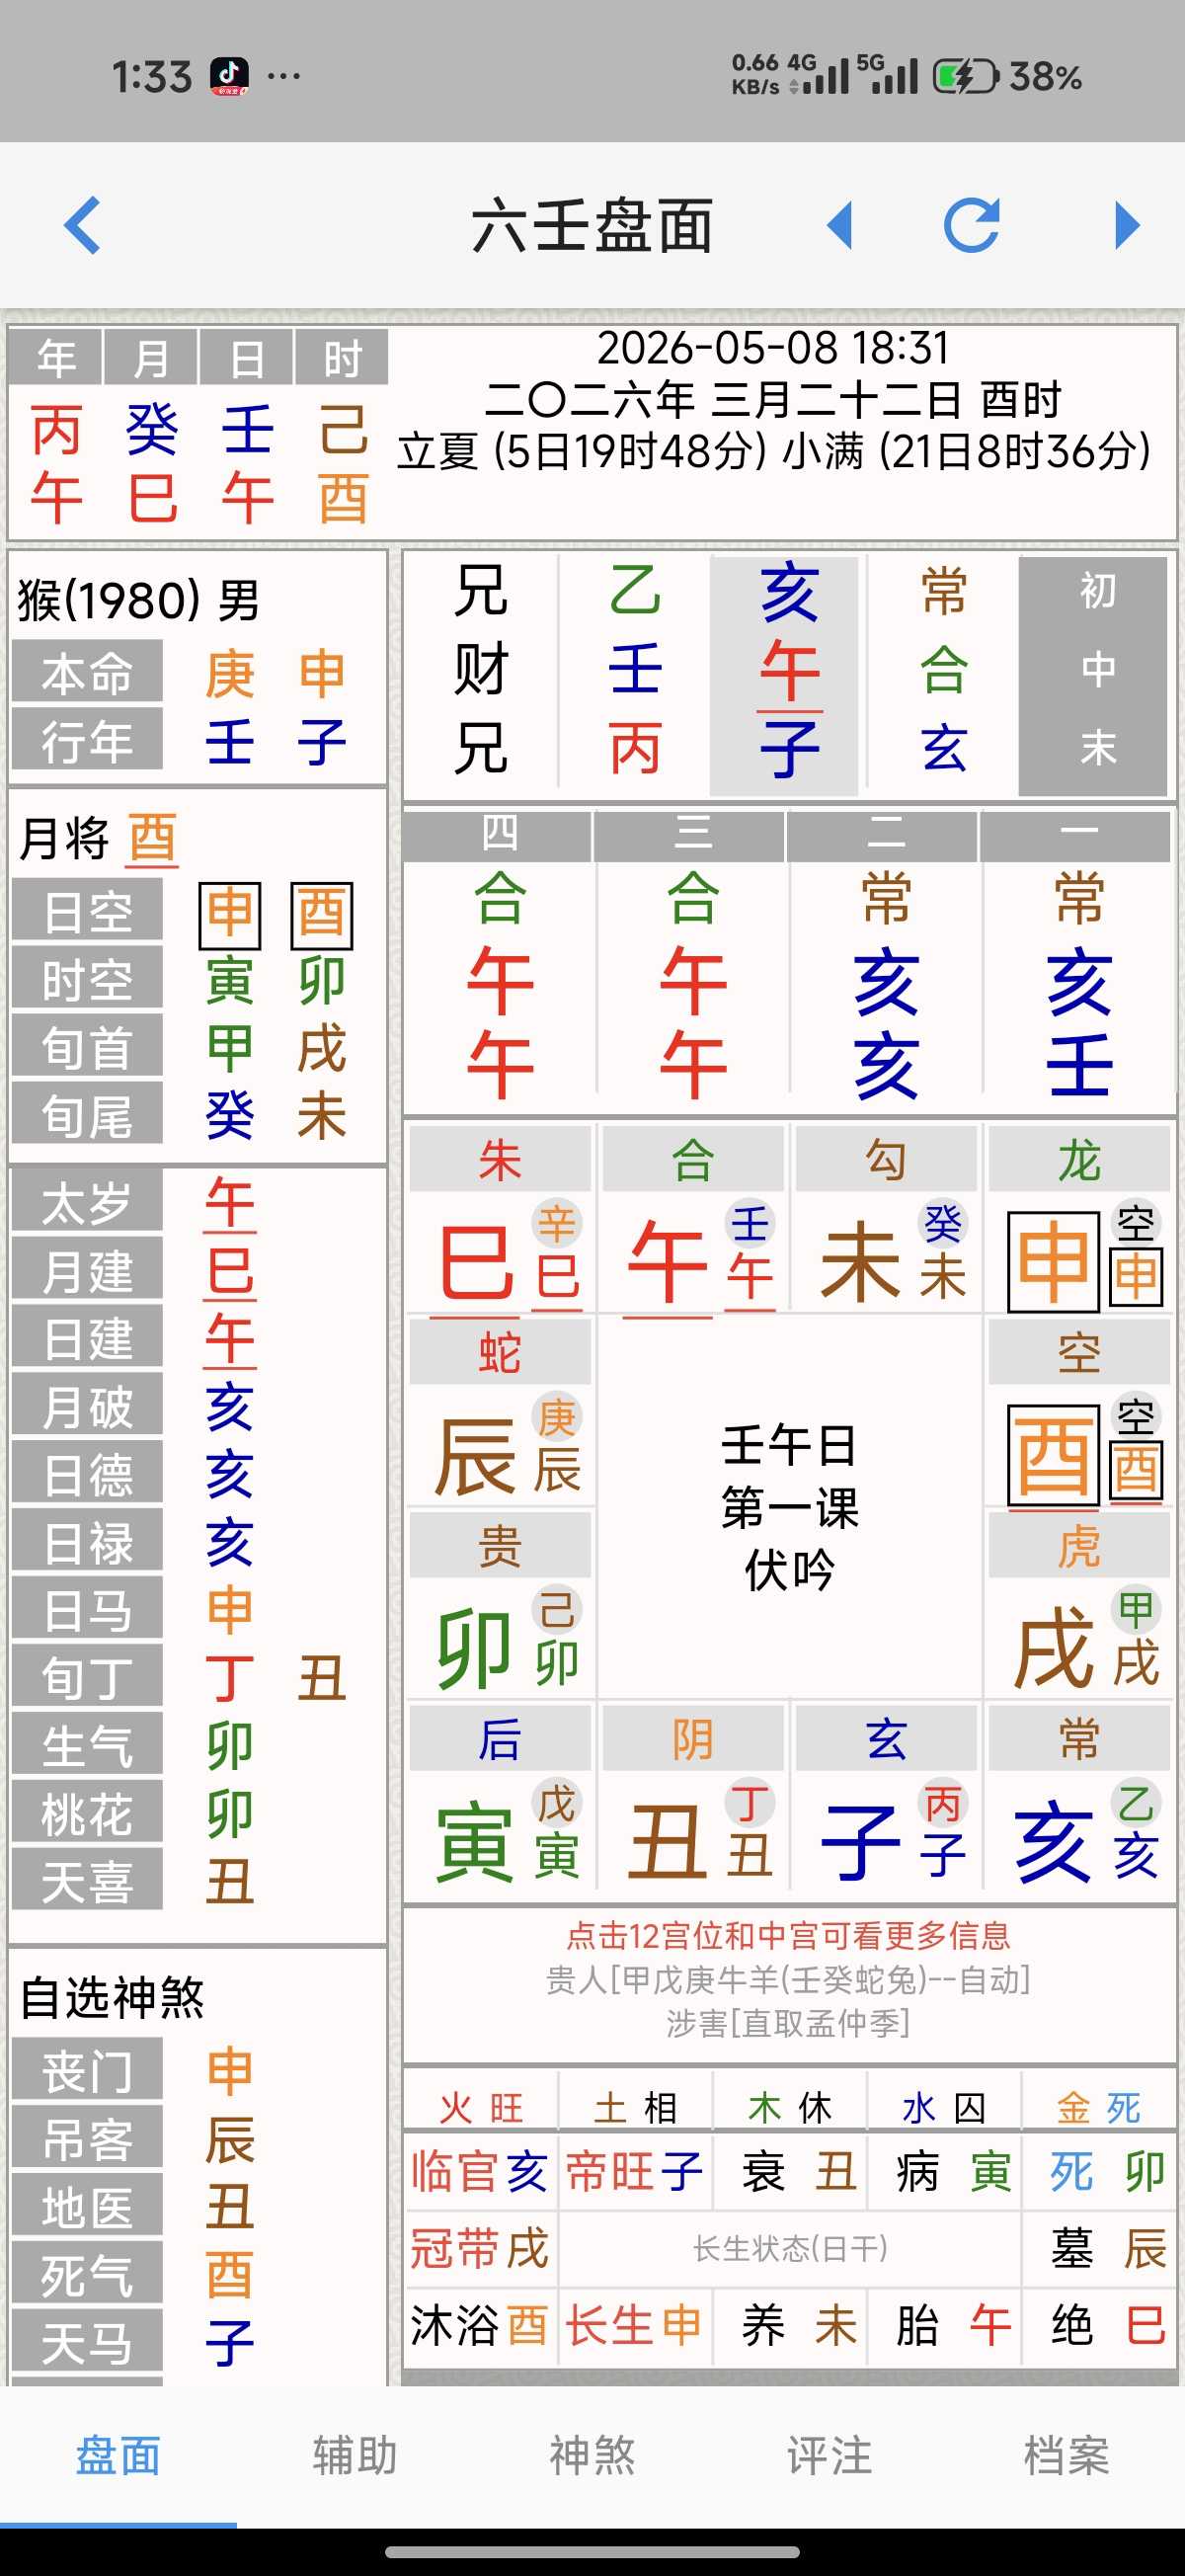 1:33 ··· 0.66 KB/s 4G 5G 38%
六壬盘面
年 月 日 时
丙 癸 壬 己
午 巳 午 酉
2026-05-08 18:31
二〇二六年 三月二十二日 酉时
立夏 (5日19时48分) 小满 (21日8时36分)
猴(1980) 男
本命 庚 申
行年 壬 子
月将 酉
日空 申 酉
时空 寅 卯
旬首 甲 戌
旬尾 癸 未
太岁 午
月建 巳
日建 午
月破 亥
日德 亥
日禄 亥
日马 申
旬丁 丁 丑
生气 卯
桃花 卯
天喜 丑
自选神煞
丧门 申
吊客 辰
地医 丑
死气 酉
天马 子
兄 乙 亥 常 初
财 壬 午 合 中
兄 丙 子 玄 末
四 三 二 一
合 合 常 常
午 午 亥 亥
午 午 亥 壬
朱 合 勾 龙
巳 辛 巳 午 壬 午 未 癸 未 申 空 申
蛇 空
辰 庚 辰 酉 空 酉
壬午日
第一课
伏吟
贵 虎
卯 己 卯 戌 甲 戌
后 阴 玄 常
寅 戊 寅 丑 丁 丑 子 丙 子 亥 乙 亥
点击12宫位和中宫可看更多信息
贵人[甲戊庚牛羊(壬癸蛇兔)--自动]
涉害[直取孟仲季]
火 旺 土 相 木 休 水 囚 金 死
临官 亥 帝旺 子 衰 丑 病 寅 死 卯
冠带 戌 长生状态(日干) 墓 辰
沐浴 酉 长生 申 养 未 胎 午 绝 巳
盘面 辅助 神煞 评注 档案